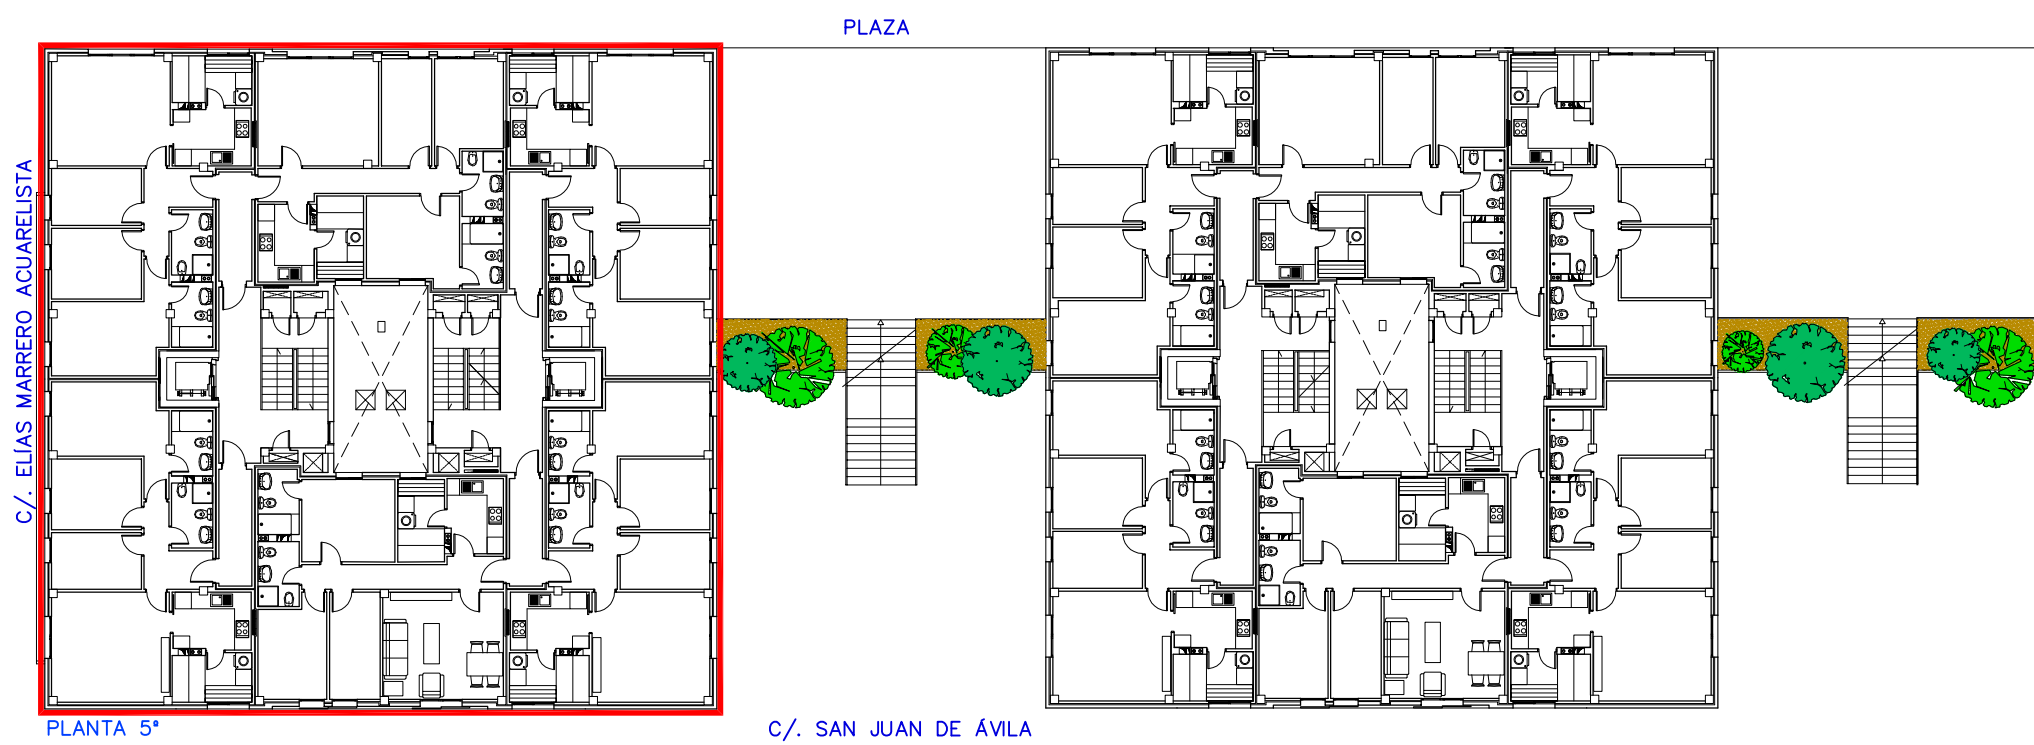 PLAZA
C/. ELÍAS MARRERO ACUARELISTA
PLANTA 5ª
C/. SAN JUAN DE ÁVILA